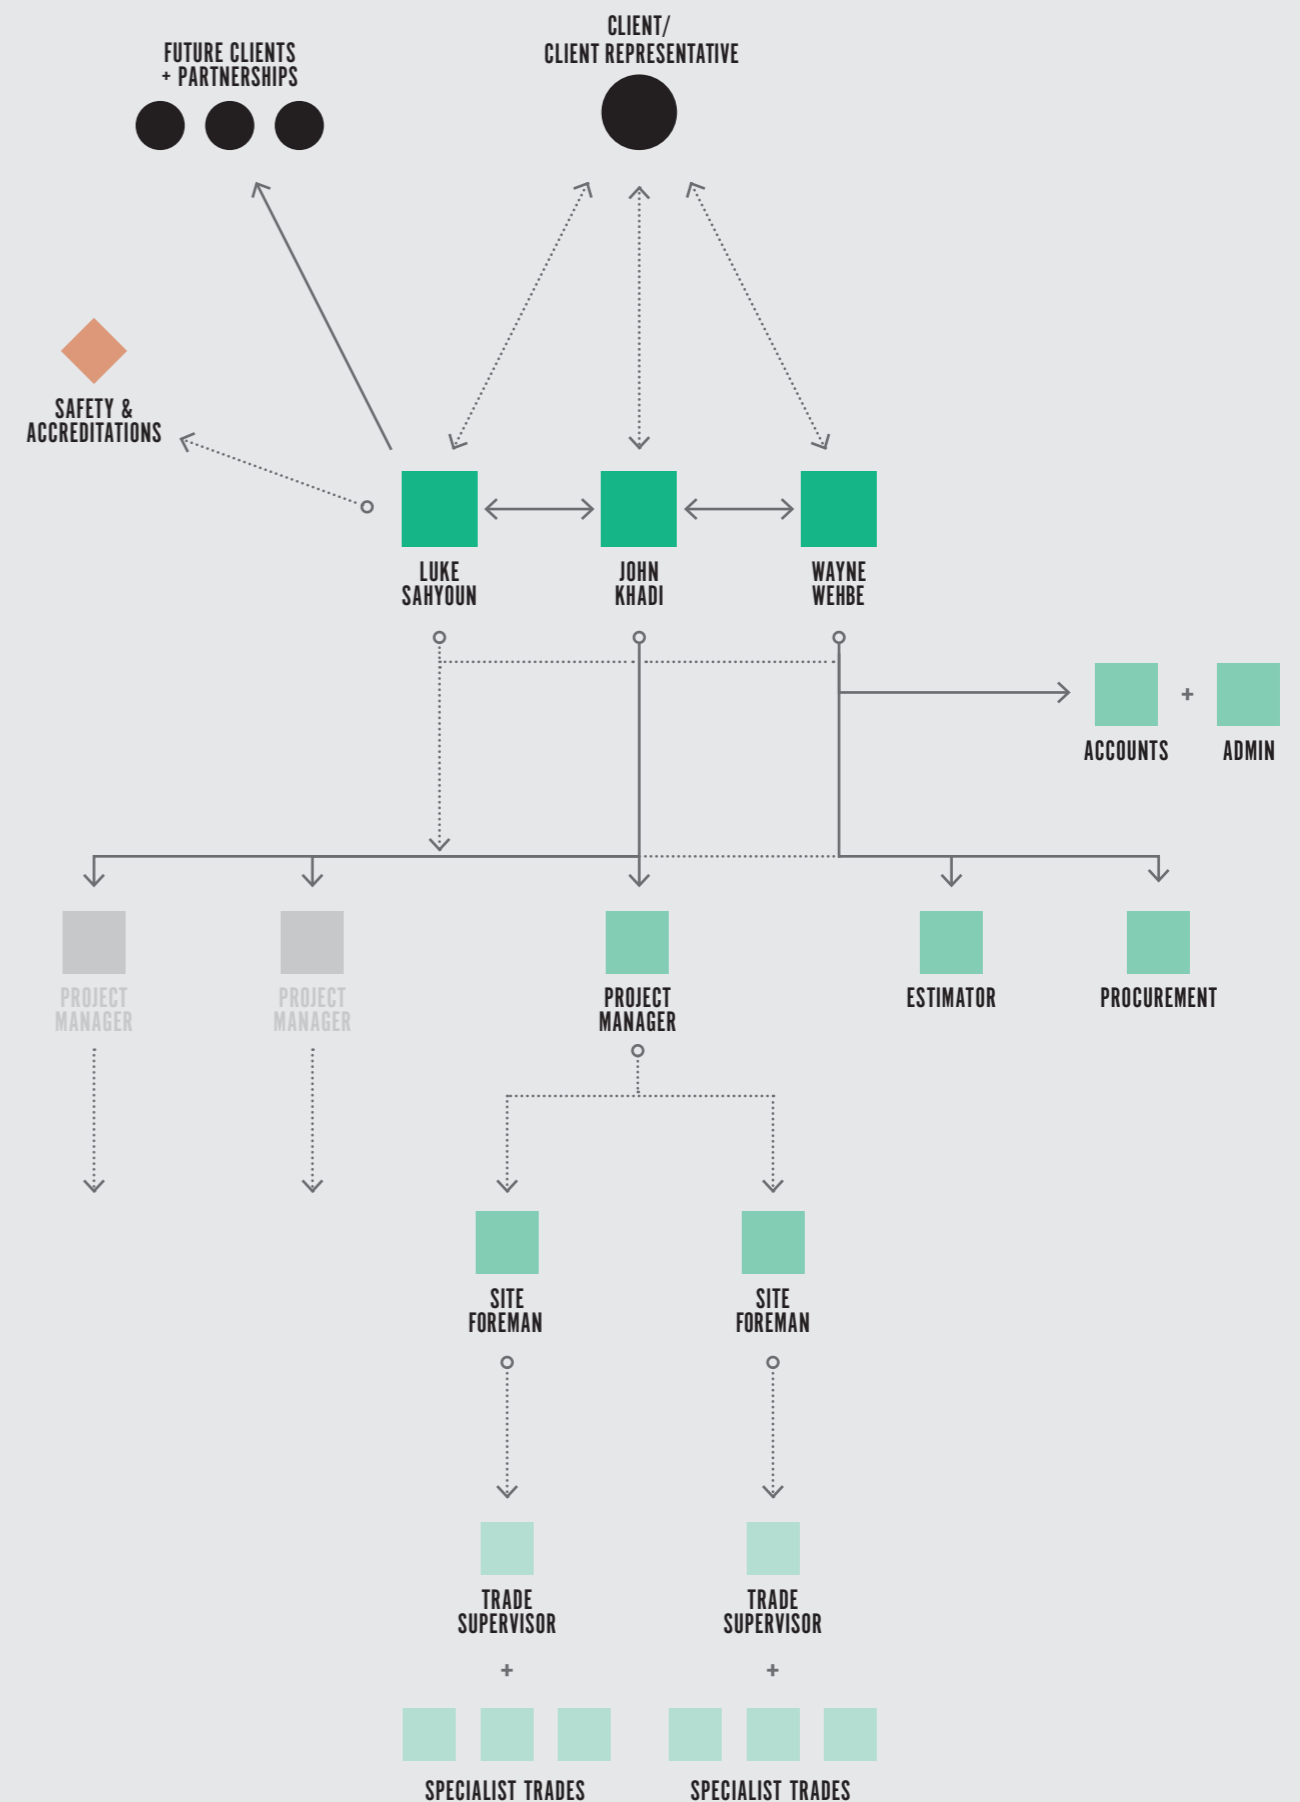 CLIENT/
CLIENT REPRESENTATIVE
FUTURE CLIENTS
+ PARTNERSHIPS
SAFETY &
ACCREDITATIONS
LUKE
SAHYOUN
JOHN
KHADI
WAYNE
WEHBE
+
ACCOUNTS
ADMIN
PROJECT
MANAGER
PROJECT
MANAGER
PROJECT
MANAGER
ESTIMATOR
PROCUREMENT
SITE
FOREMAN
SITE
FOREMAN
TRADE
SUPERVISOR
+
TRADE
SUPERVISOR
+
SPECIALIST TRADES
SPECIALIST TRADES